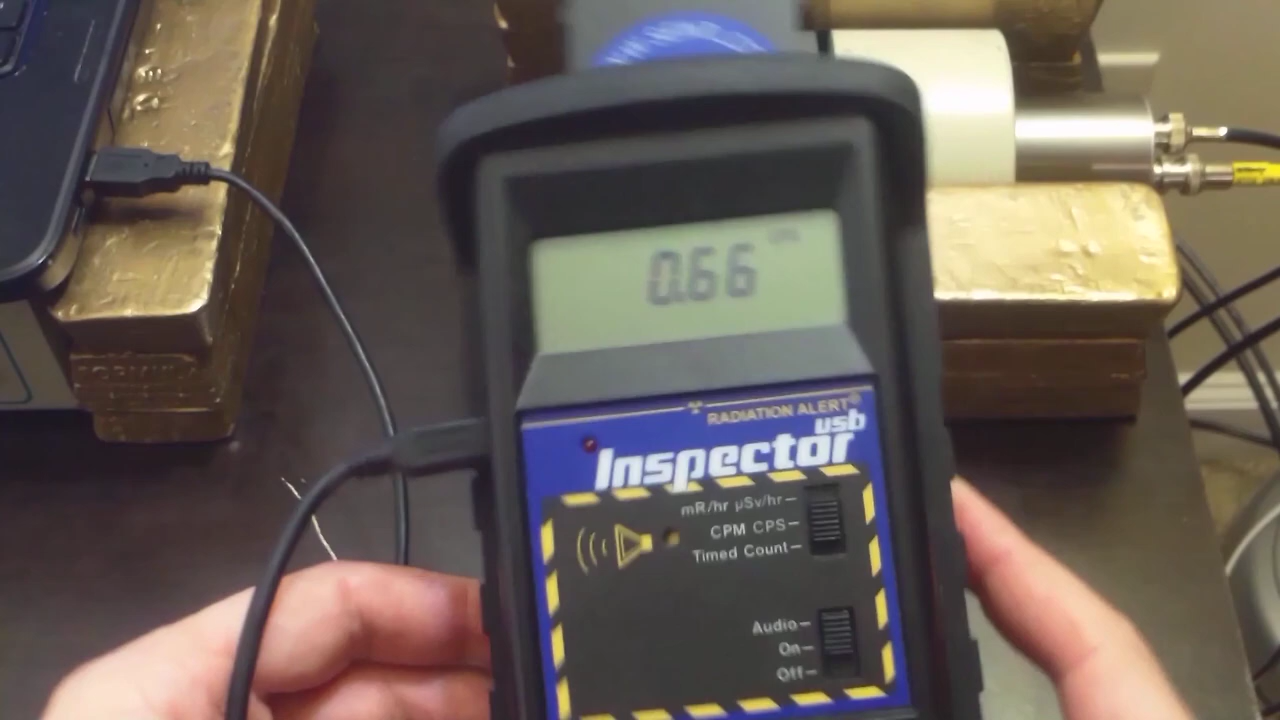 0.66
RADIATION ALERT®
Inspector usb
mR/hr µSv/hr
CPM CPS
Timed Count
Audio
On
Off